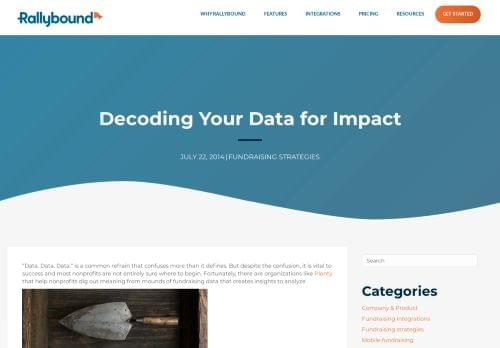 Rallybound
WHY RALLYBOUND FEATURES INTEGRATIONS PRICING RESOURCES GET STARTED
Decoding Your Data for Impact
JULY 22, 2014 | FUNDRAISING STRATEGIES
"Data. Data. Data." is a common refrain that confuses more than it defines. But despite the confusion, it is vital to
success and most nonprofits are not entirely sure where to begin. Fortunately, there are organizations like Plenty
that help nonprofits dig out meaning from mounds of fundraising data that creates insights to analyze.
Search
Categories
Company & Product
Fundraising integrations
Fundraising strategies
Mobile fundraising